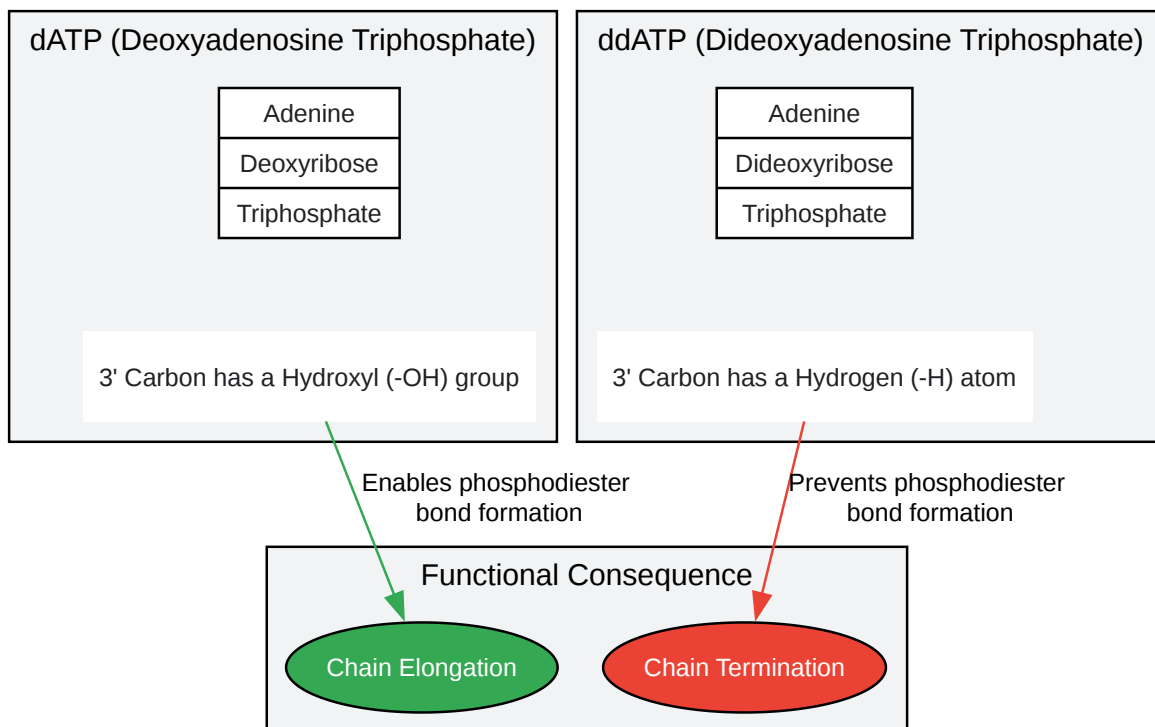 dATP (Deoxyadenosine Triphosphate)
Adenine
Deoxyribose
Triphosphate
3' Carbon has a Hydroxyl (-OH) group
ddATP (Dideoxyadenosine Triphosphate)
Adenine
Dideoxyribose
Triphosphate
3' Carbon has a Hydrogen (-H) atom
Enables phosphodiester
bond formation
Prevents phosphodiester
bond formation
Functional Consequence
Chain Elongation
Chain Termination